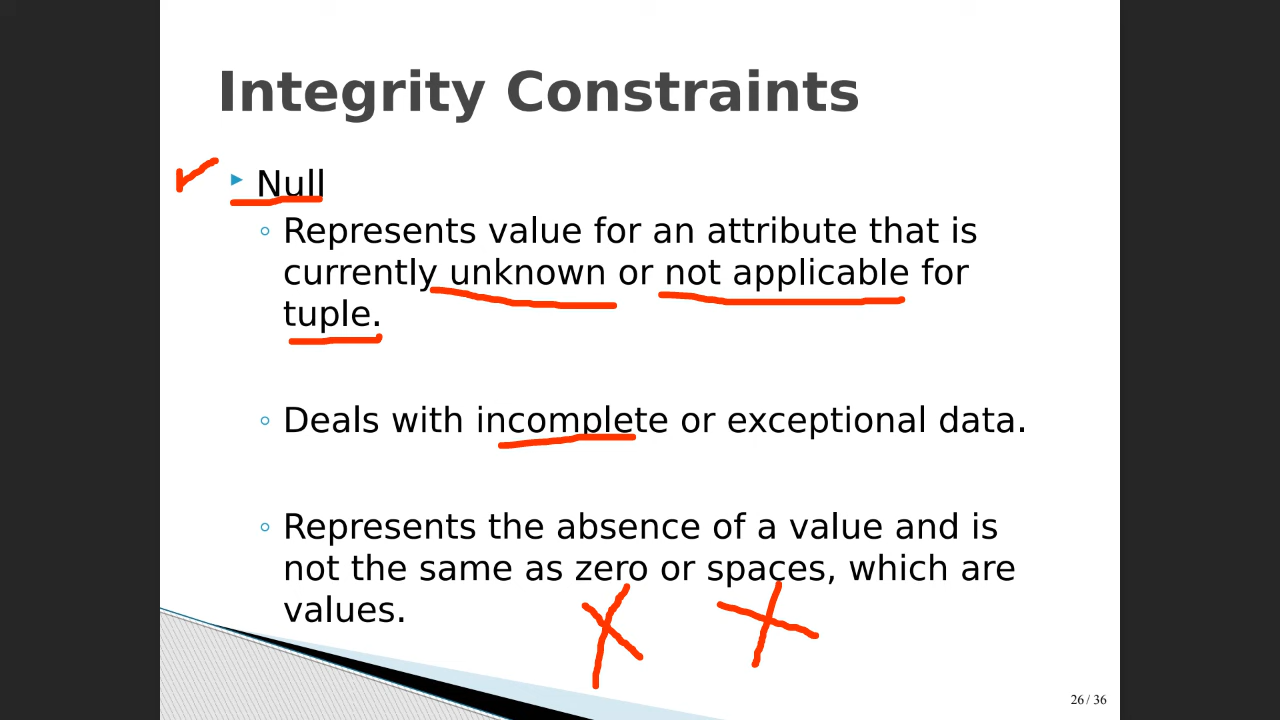 Integrity Constraints
Null
Represents value for an attribute that is
currently unknown or not applicable for
tuple.
Deals with incomplete or exceptional data.
Represents the absence of a value and is
not the same as zero or spaces, which are
values.
26 / 36